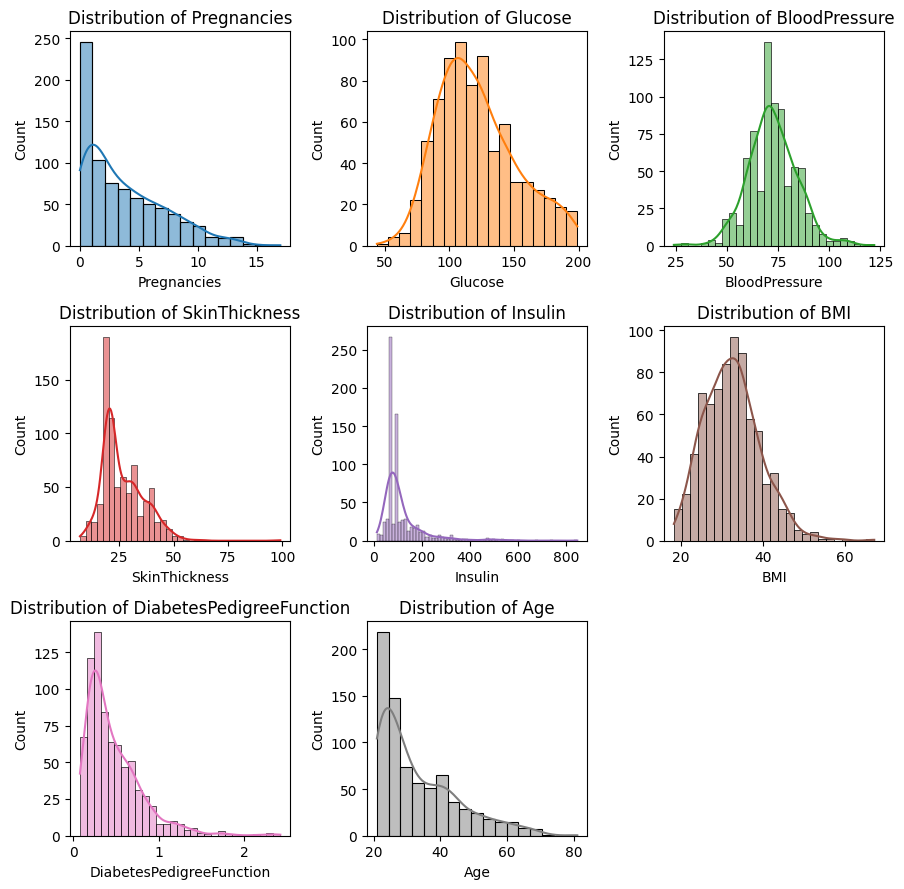 Distribution of Pregnancies
250
200
150
100
50
0
Count
0 5 10 15
Pregnancies
Distribution of Glucose
100
80
60
40
20
0
Count
50 100 150 200
Glucose
Distribution of BloodPressure
125
100
75
50
25
0
Count
25 50 75 100 125
BloodPressure
Distribution of SkinThickness
150
100
50
0
Count
25 50 75 100
SkinThickness
Distribution of Insulin
250
200
150
100
50
0
Count
0 200 400 600 800
Insulin
Distribution of BMI
100
80
60
40
20
0
Count
20 40 60
BMI
Distribution of DiabetesPedigreeFunction
125
100
75
50
25
0
Count
0 1 2
DiabetesPedigreeFunction
Distribution of Age
200
150
100
50
0
Count
20 40 60 80
Age